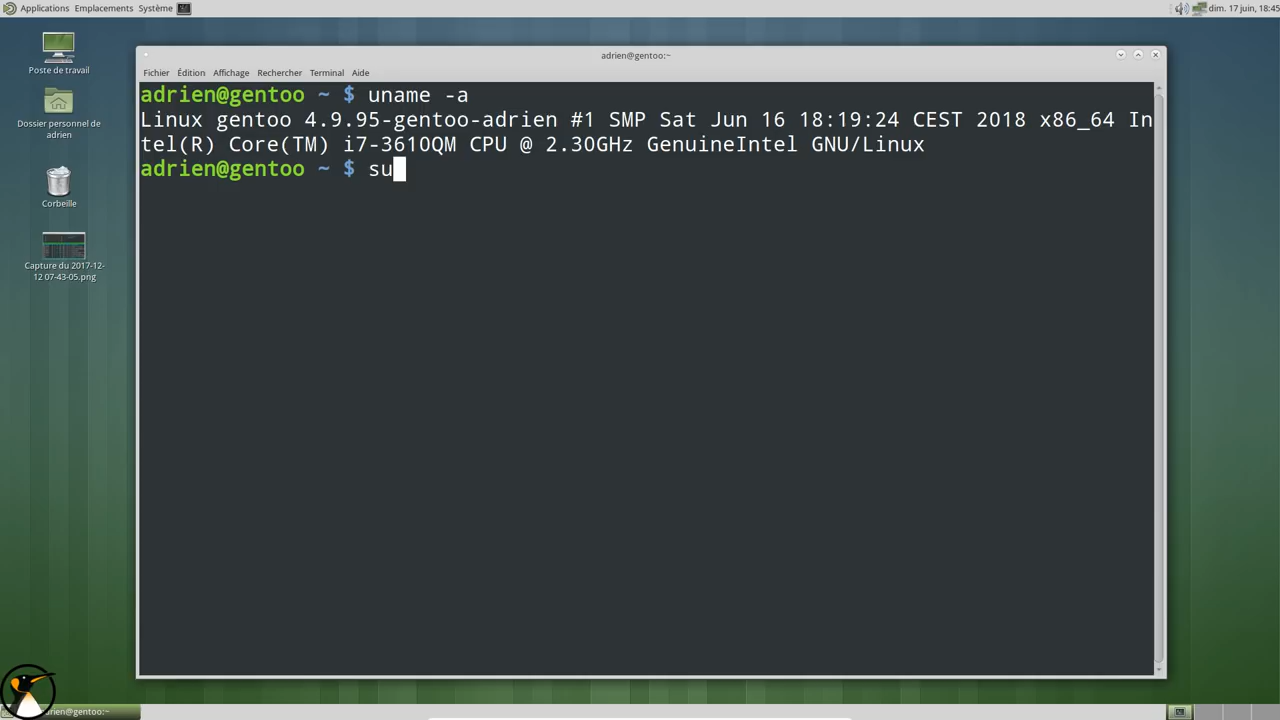 Applications Emplacements Système
dim. 17 juin, 18:45
Poste de travail
Dossier personnel de
adrien
Corbeille
Capture du 2017-12-
12 07-43-05.png
adrien@gentoo:~
Fichier Édition Affichage Rechercher Terminal Aide
adrien@gentoo ~ $ uname -a
Linux gentoo 4.9.95-gentoo-adrien #1 SMP Sat Jun 16 18:19:24 CEST 2018 x86_64 In
tel(R) Core(TM) i7-3610QM CPU @ 2.30GHz GenuineIntel GNU/Linux
adrien@gentoo ~ $ su
rien@gentoo:~